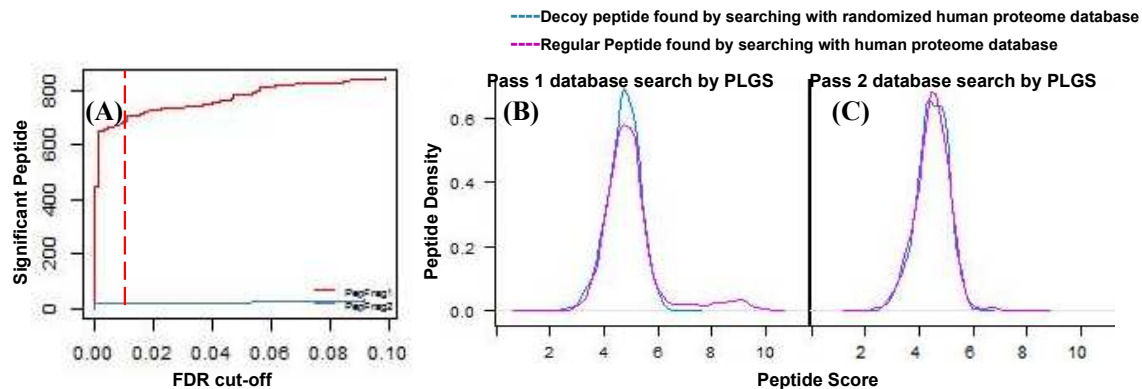 Decoy peptide found by searching with randomized human proteome database
Regular Peptide found by searching with human proteome database
Pass 1 database search by PLGS
Pass 2 database search by PLGS
(A)
(B)
(C)
Significant Peptide
800
600
400
200
0
PepFrag1
PepFrag2
0.00 0.02 0.04 0.06 0.08 0.10
FDR cut-off
Peptide Density
0.6
0.4
0.2
0.0
2 4 6 8 10
2 4 6 8 10
Peptide Score